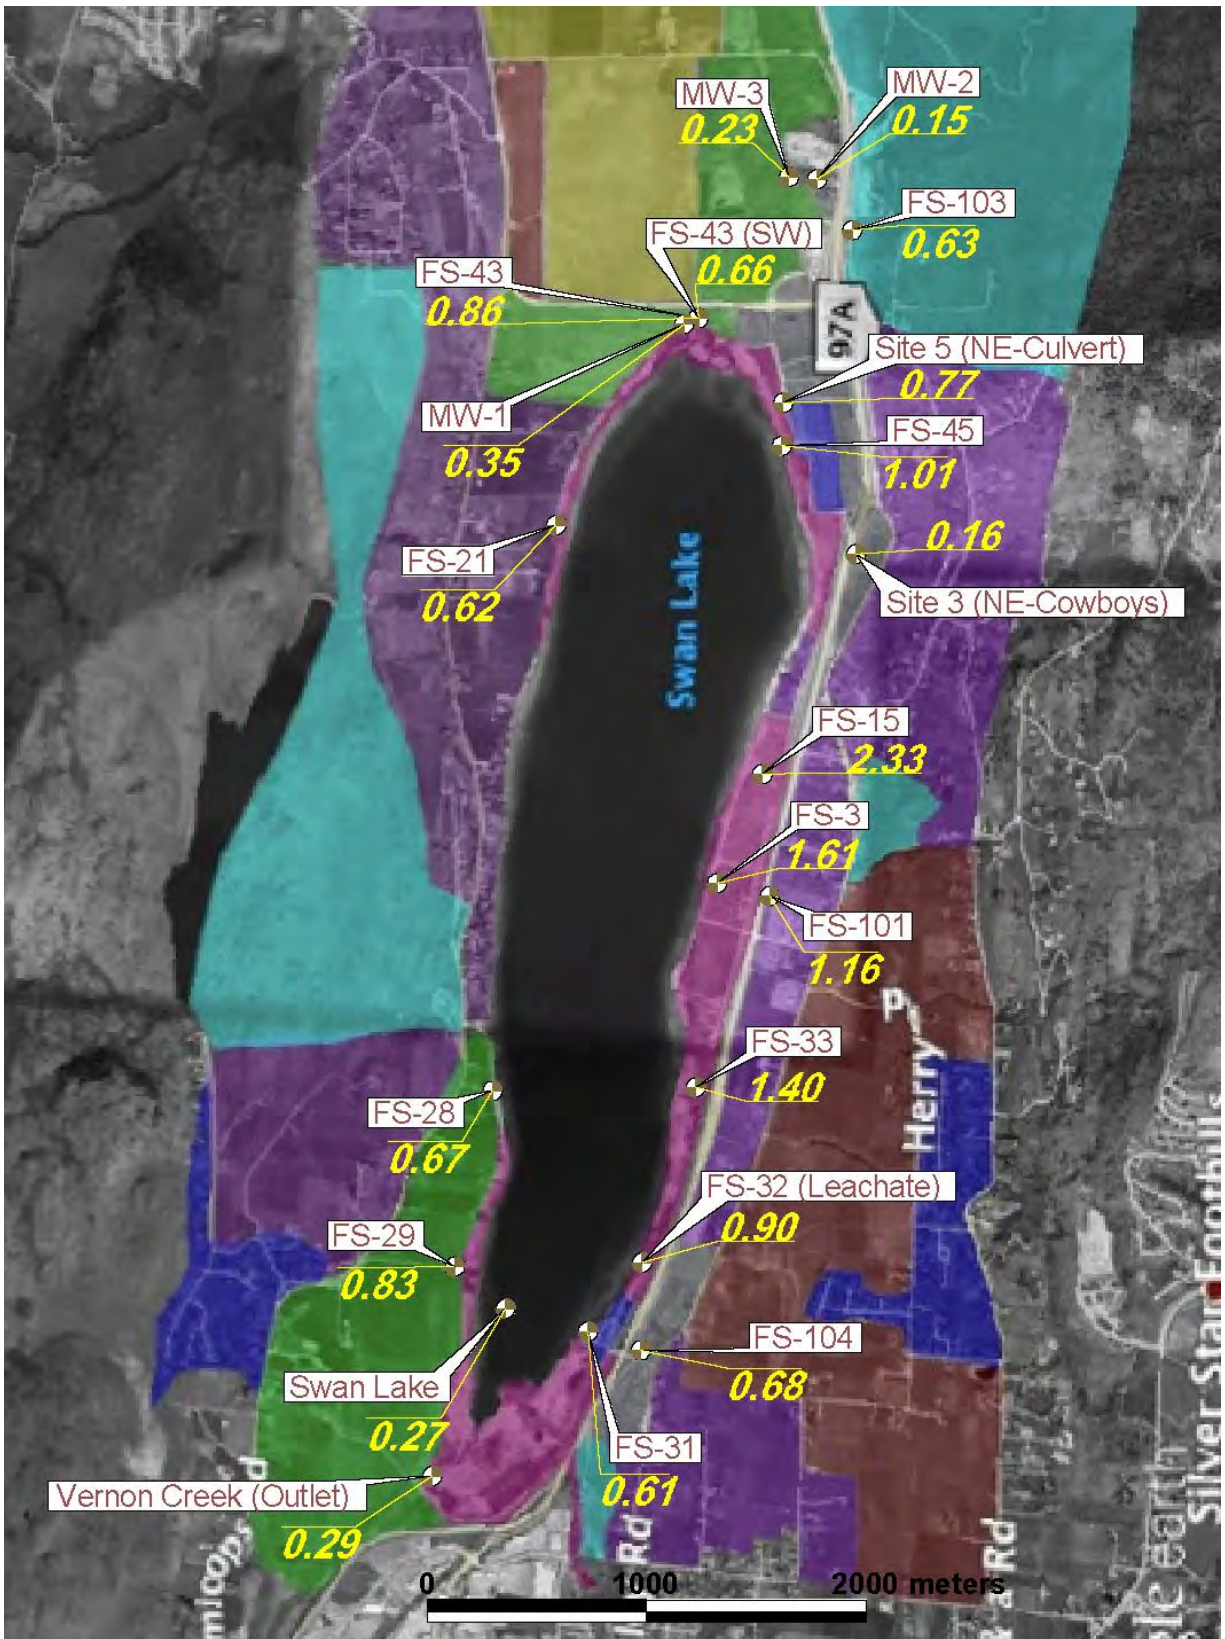 MW-3
0.23
MW-2
0.15
FS-103
0.63
FS-43 (SW)
0.66
FS-43
0.86
97A
Site 5 (NE-Culvert)
0.77
MW-1
0.35
FS-45
1.01
0.16
Site 3 (NE-Cowboys)
FS-21
0.62
Swan Lake
FS-15
2.33
FS-3
1.61
FS-101
1.16
P
Herry
FS-33
1.40
FS-28
0.67
FS-32 (Leachate)
0.90
FS-29
0.83
FS-104
0.68
Swan Lake
0.27
FS-31
0.61
Vernon Creek (Outlet)
0.29
Silver Star Foothills
Rd
Rd
0 1000 2000 meters